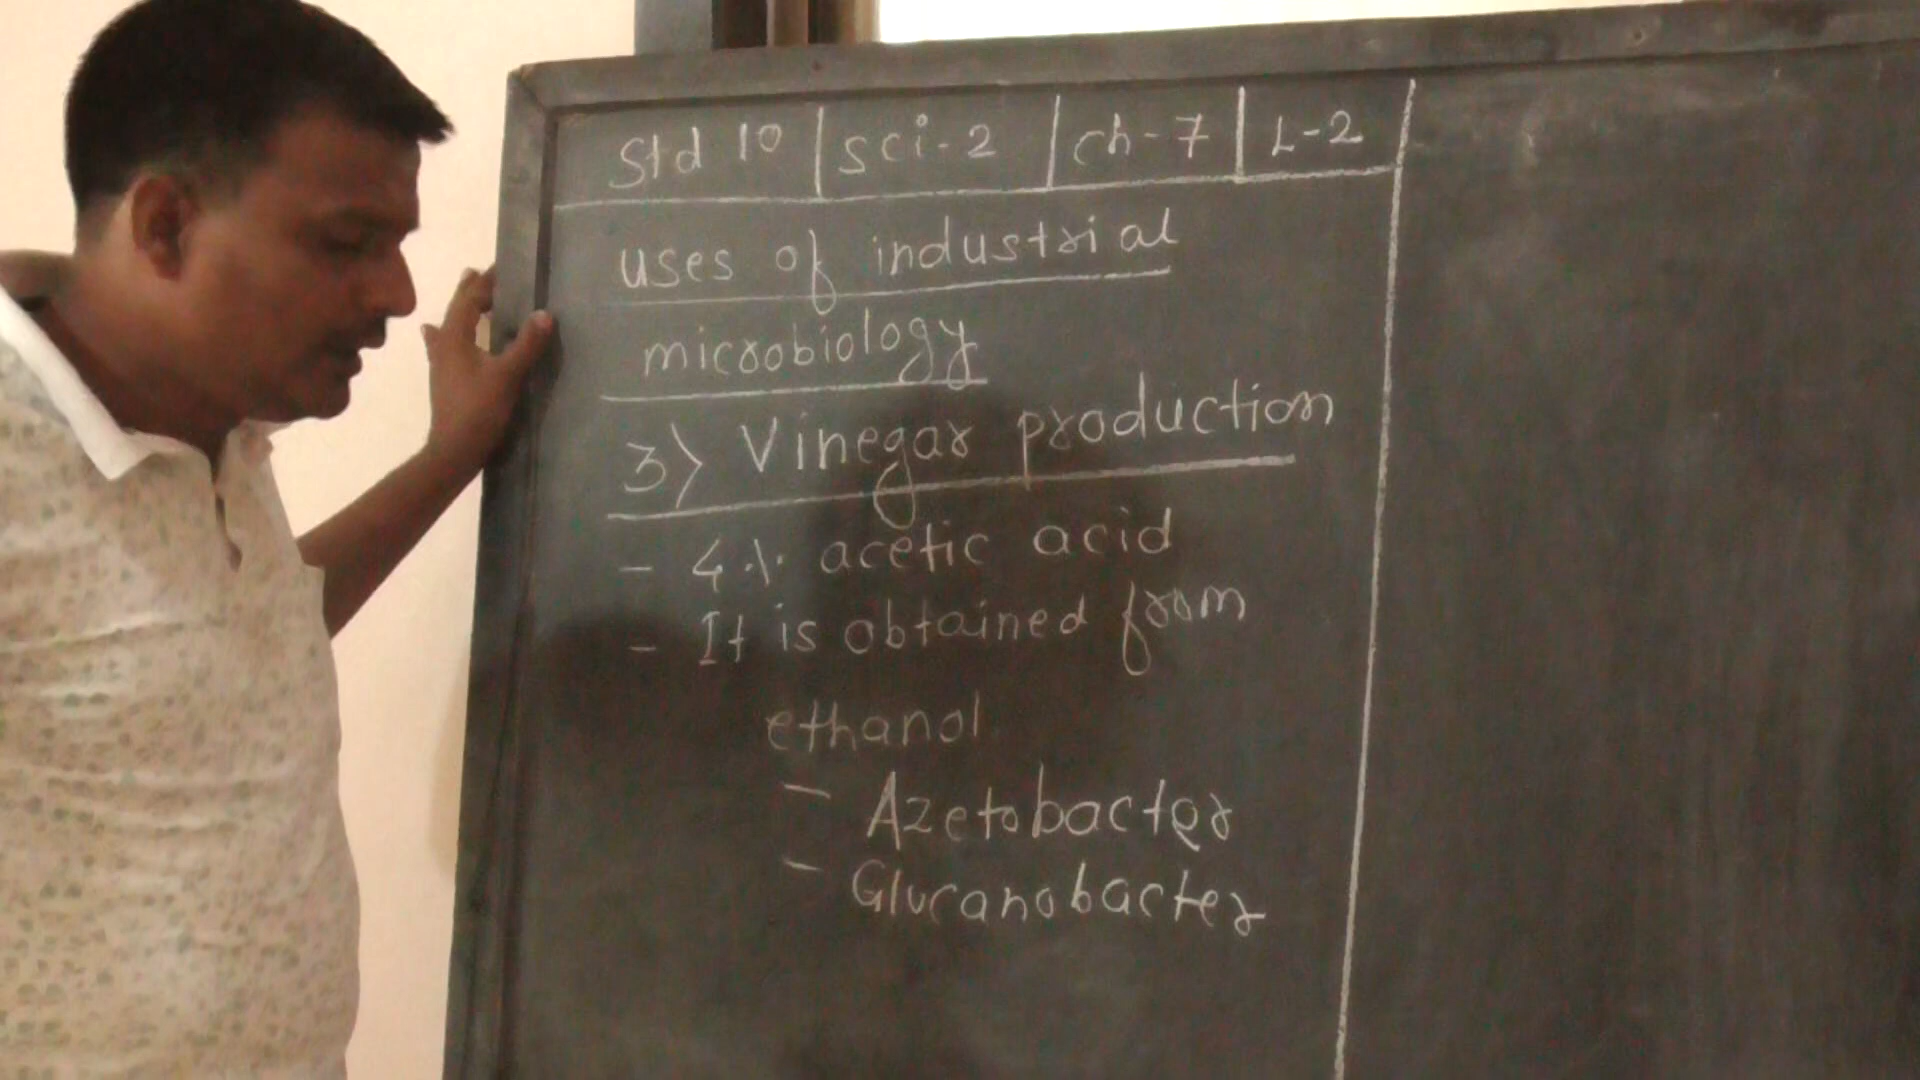 Std 10 | sci-2 | ch-7 | L-2
uses of industrial
microbiology
3) Vinegar production
- 4% acetic acid
- It is obtained from
ethanol
- Azetobacter
- Glucanobacter